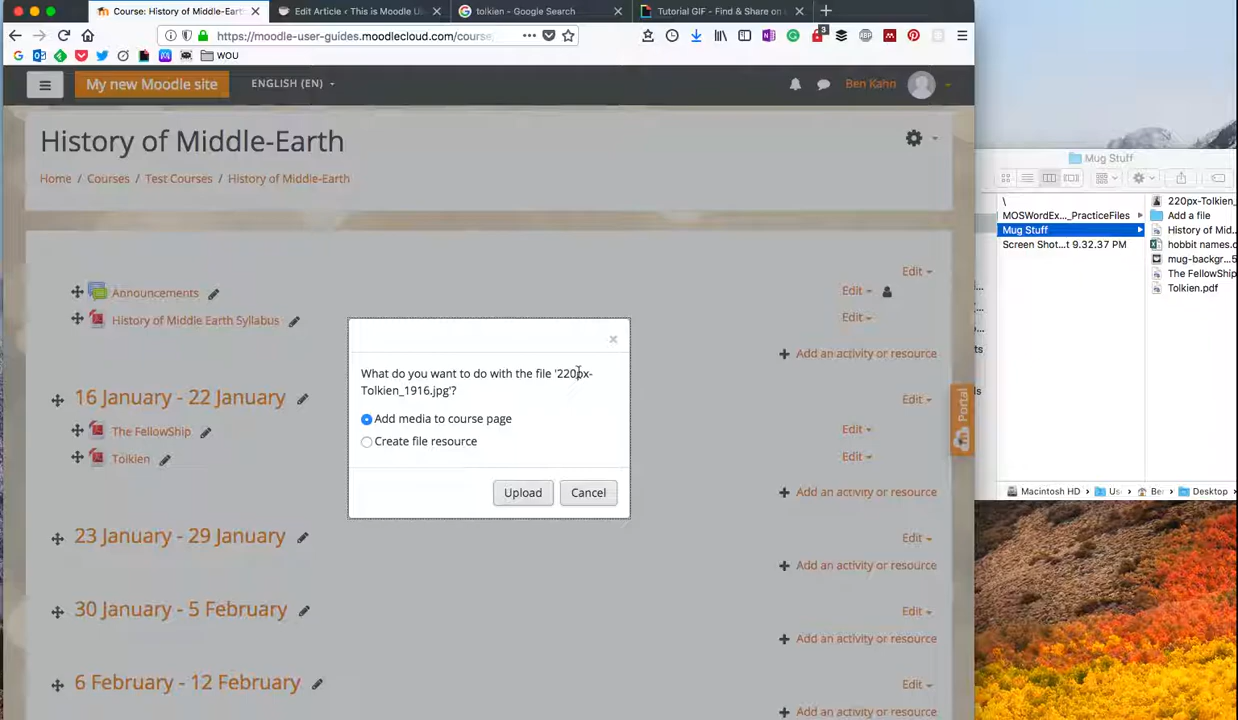 Course: History of Middle-Eart
Edit Article ‹ This is Moodle U
tolkien - Google Search
Tutorial GIF - Find & Share on
https://moodle-user-guides.moodlecloud.com/course
3
WOU
My new Moodle site
ENGLISH (EN)
Ben Kahn
History of Middle-Earth
Home / Courses / Test Courses / History of Middle-Earth
Edit
Announcements
Edit
History of Middle Earth Syllabus
Edit
Add an activity or resource
16 January - 22 January
Edit
The FellowShip
Edit
Tolkien
Edit
Add an activity or resource
23 January - 29 January
Edit
Add an activity or resource
30 January - 5 February
Edit
Add an activity or resource
6 February - 12 February
Edit
Add an activity or resource
What do you want to do with the file '220px-
Tolkien_1916.jpg'?
Add media to course page
Create file resource
Upload
Cancel
Portal
Mug Stuff
\
MOSWordEx..._PracticeFiles
Mug Stuff
Screen Shot...t 9.32.37 PM
220px-Tolkien_
Add a file
History of Mid...
hobbit names.c
mug-backgr...5
The FellowShip
Tolkien.pdf
Macintosh HD › Us › Be › Desktop ›